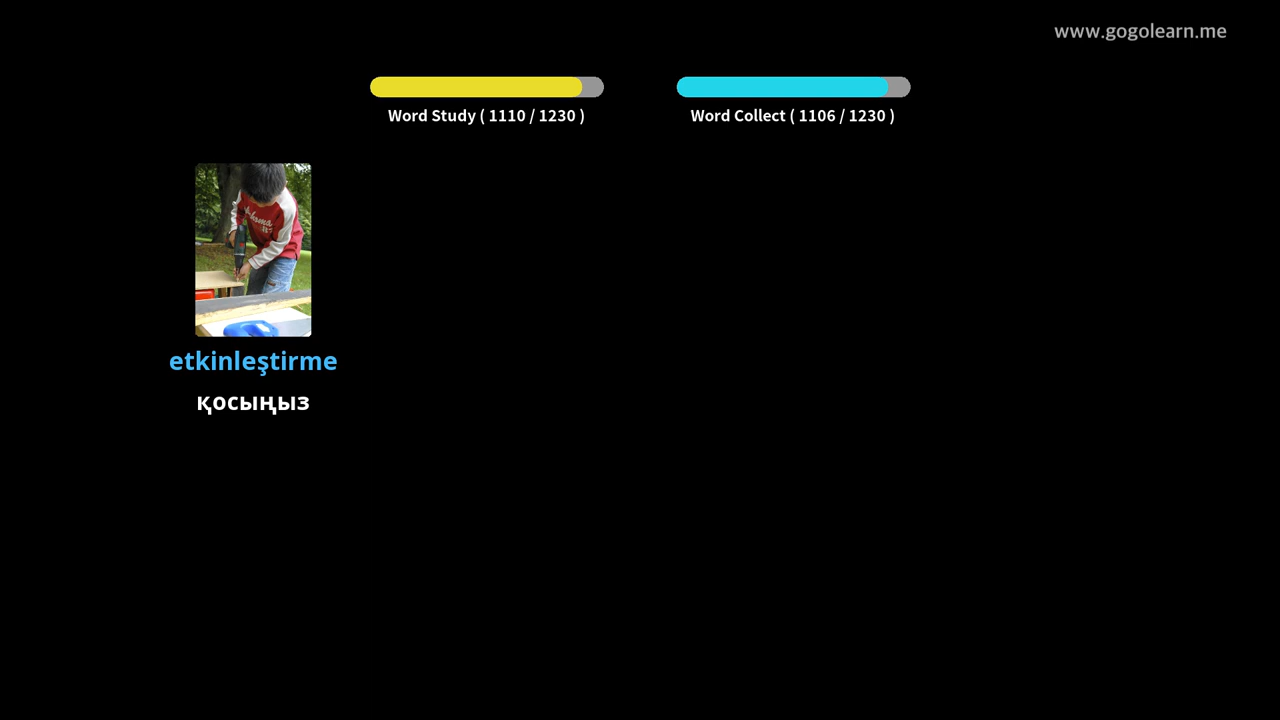 www.gogolearn.me
Word Study ( 1110 / 1230 )
Word Collect ( 1106 / 1230 )
etkinleştirme
қосыңыз